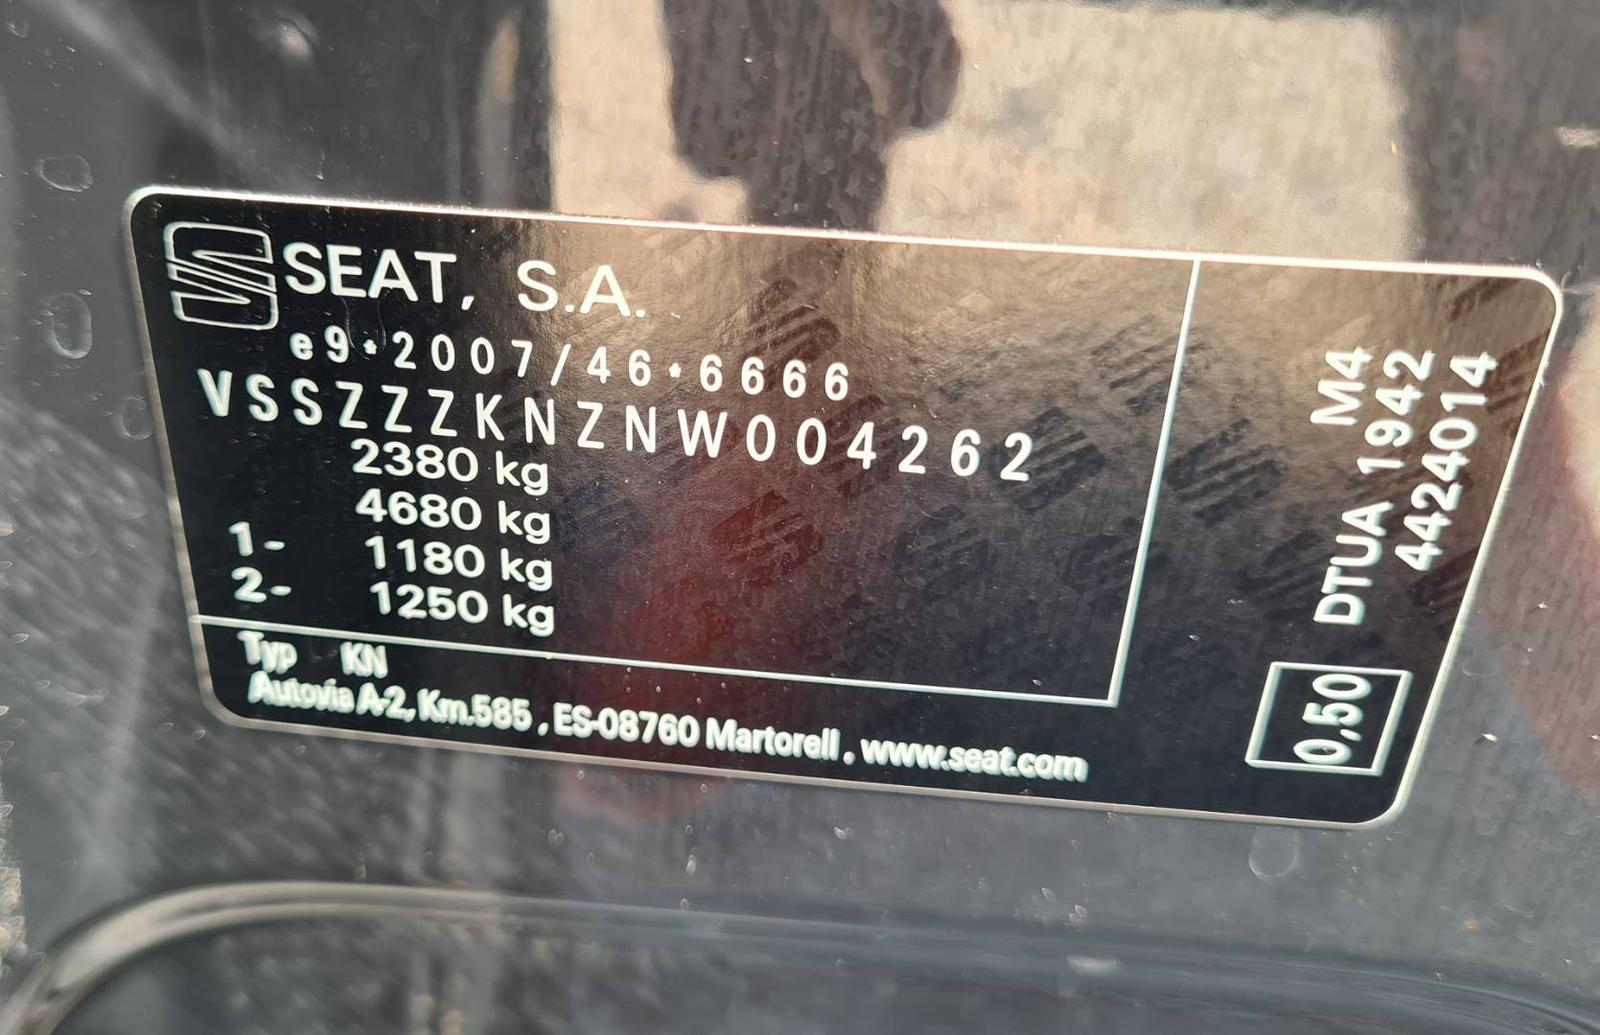 SEAT, S.A.
e9*2007/46*6666
VSSZZZKNZNW004262
2380 kg
4680 kg
1- 1180 kg
2- 1250 kg
Typ KN
Autovia A-2, Km.585, ES-08760 Martorell, www.seat.com
M4
DTUA 1942
4424014
0,50